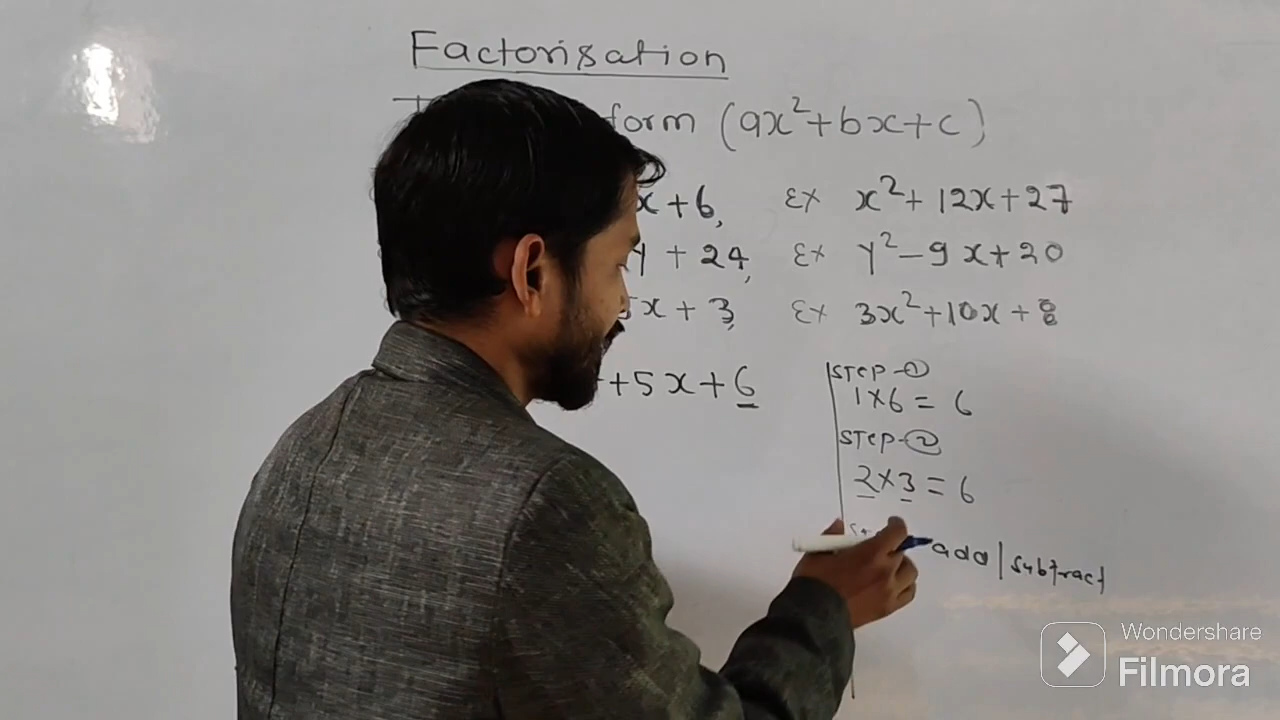 Factorisation
form (ax²+bx+c)
x + 6, Ex x² + 12x + 27
y + 24, Ex y² - 9x + 20
5x + 3, Ex 3x² + 10x + 8
+5x+6
STEP-①
1×6 = 6
STEP-②
2×3 = 6
add/subtract
Wondershare
Filmora